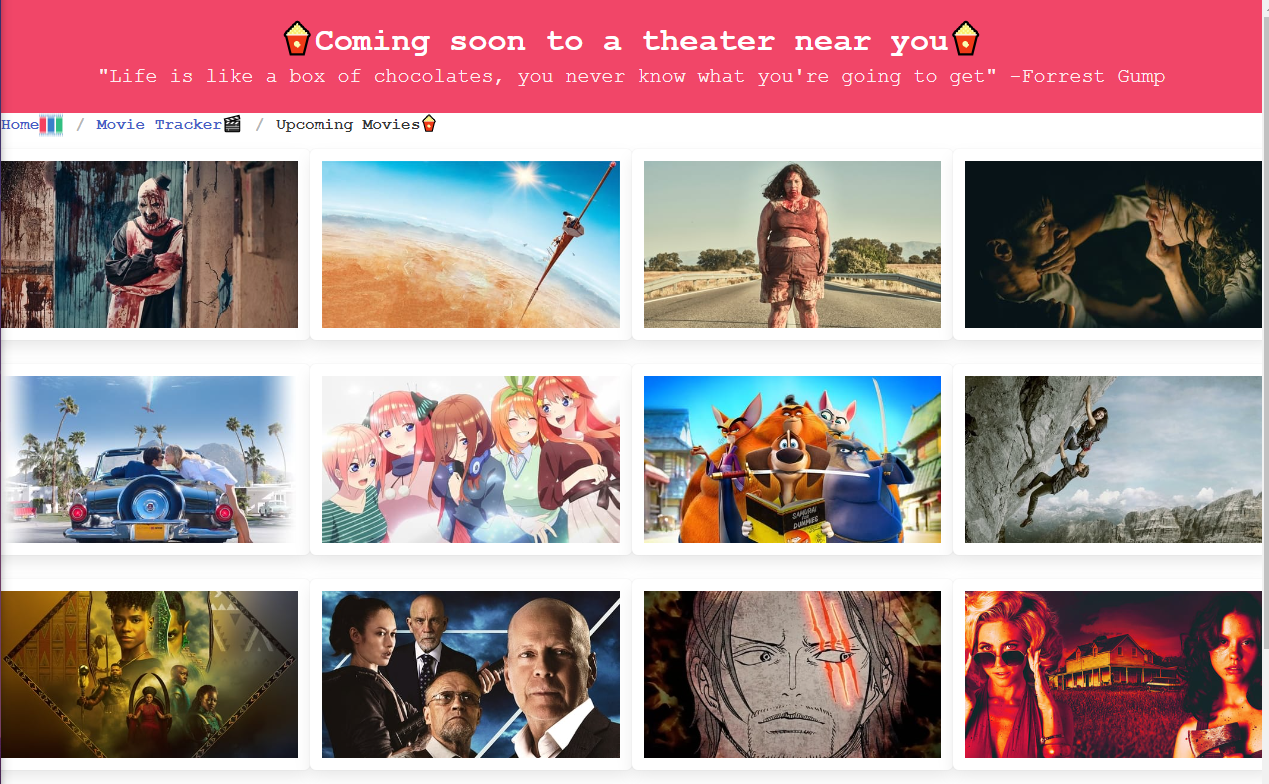 Coming soon to a theater near you
"Life is like a box of chocolates, you never know what you're going to get" -Forrest Gump
Home / Movie Tracker / Upcoming Movies
SAMURAI
FOR
DUMMIES